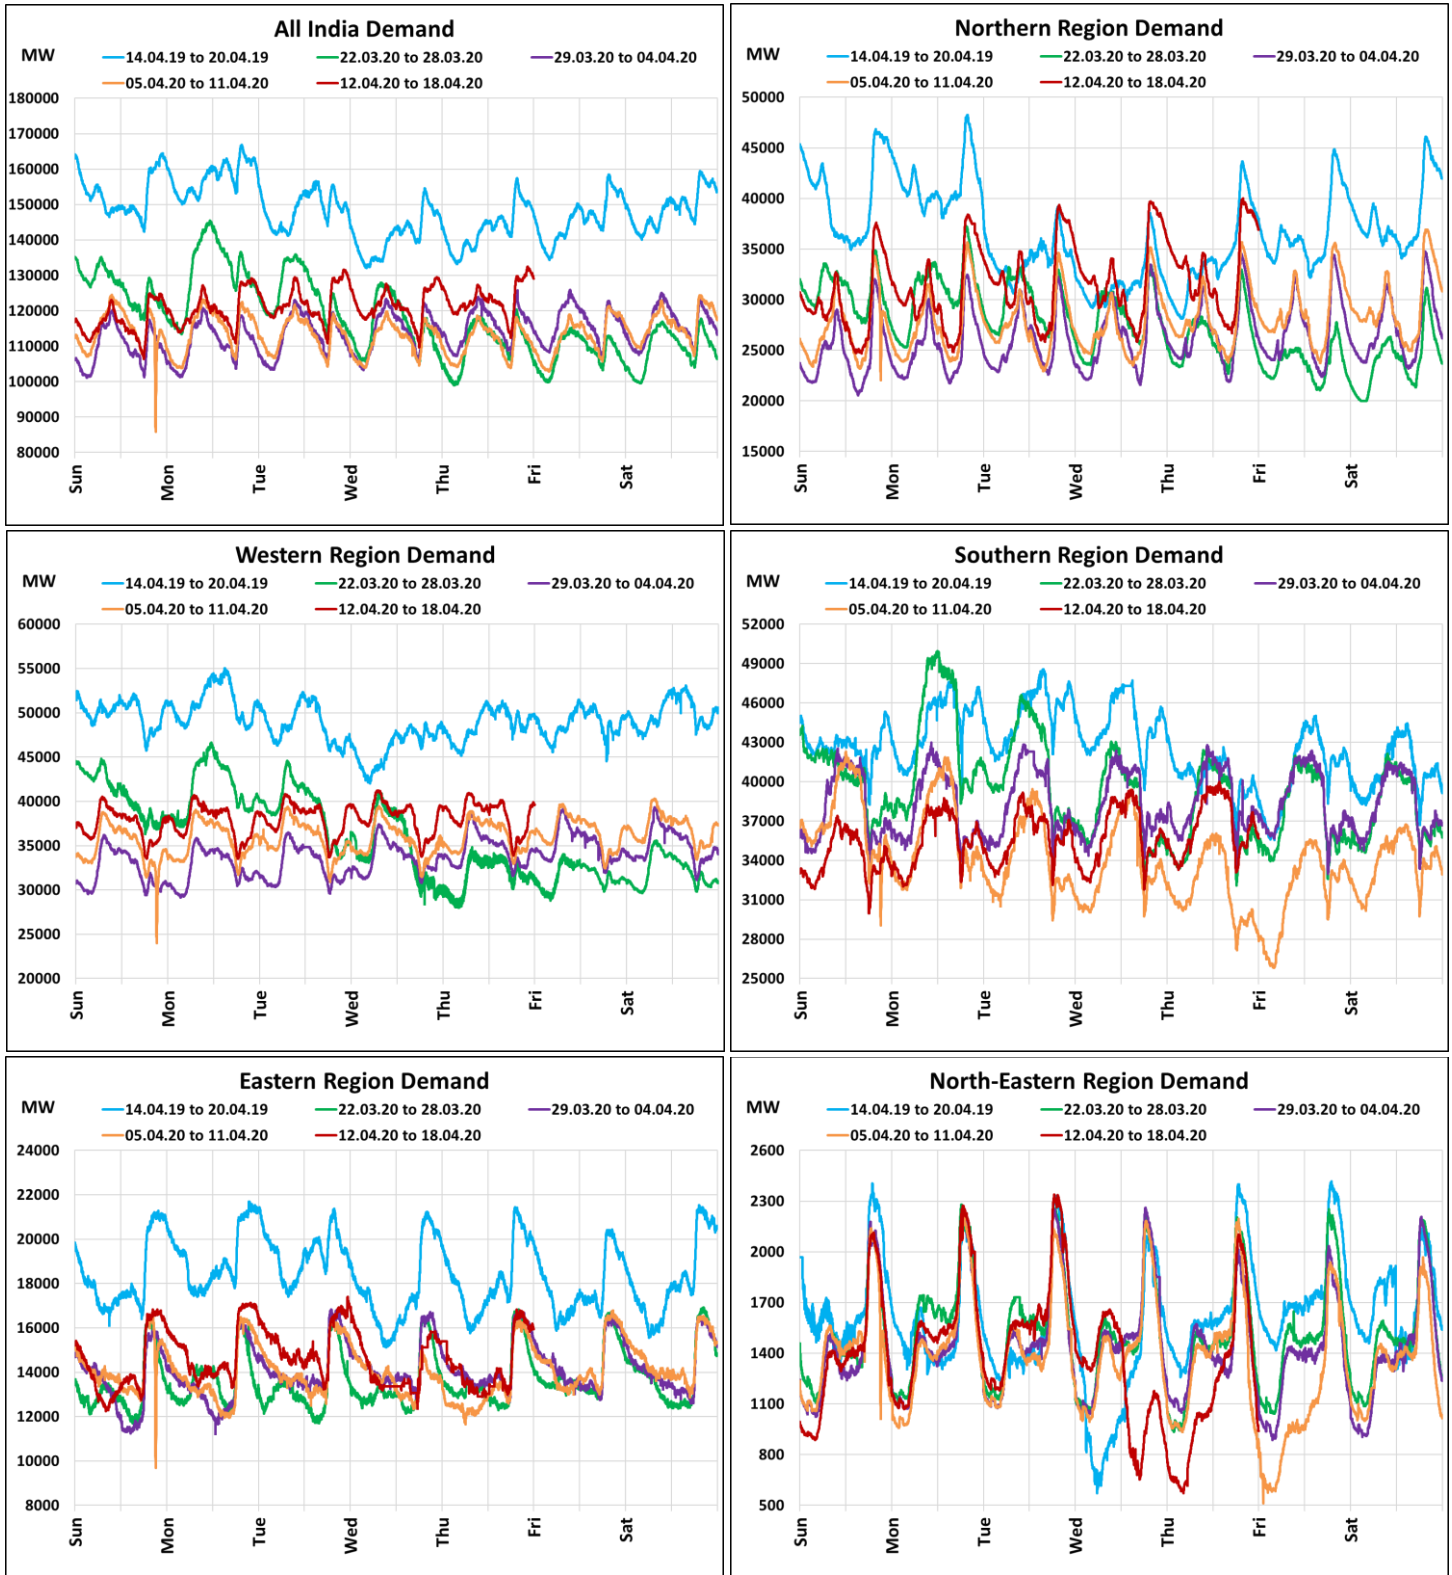 All India Demand
MW
14.04.19 to 20.04.19 22.03.20 to 28.03.20 29.03.20 to 04.04.20
05.04.20 to 11.04.20 12.04.20 to 18.04.20
180000
170000
160000
150000
140000
130000
120000
110000
100000
90000
80000
Sun Mon Tue Wed Thu Fri Sat
Northern Region Demand
MW
14.04.19 to 20.04.19 22.03.20 to 28.03.20 29.03.20 to 04.04.20
05.04.20 to 11.04.20 12.04.20 to 18.04.20
50000
45000
40000
35000
30000
25000
20000
15000
Sun Mon Tue Wed Thu Fri Sat
Western Region Demand
MW
14.04.19 to 20.04.19 22.03.20 to 28.03.20 29.03.20 to 04.04.20
05.04.20 to 11.04.20 12.04.20 to 18.04.20
60000
55000
50000
45000
40000
35000
30000
25000
20000
Sun Mon Tue Wed Thu Fri Sat
Southern Region Demand
MW
14.04.19 to 20.04.19 22.03.20 to 28.03.20 29.03.20 to 04.04.20
05.04.20 to 11.04.20 12.04.20 to 18.04.20
52000
49000
46000
43000
40000
37000
34000
31000
28000
25000
Sun Mon Tue Wed Thu Fri Sat
Eastern Region Demand
MW
14.04.19 to 20.04.19 22.03.20 to 28.03.20 29.03.20 to 04.04.20
05.04.20 to 11.04.20 12.04.20 to 18.04.20
24000
22000
20000
18000
16000
14000
12000
10000
8000
Sun Mon Tue Wed Thu Fri Sat
North-Eastern Region Demand
MW
14.04.19 to 20.04.19 22.03.20 to 28.03.20 29.03.20 to 04.04.20
05.04.20 to 11.04.20 12.04.20 to 18.04.20
2600
2300
2000
1700
1400
1100
800
500
Sun Mon Tue Wed Thu Fri Sat